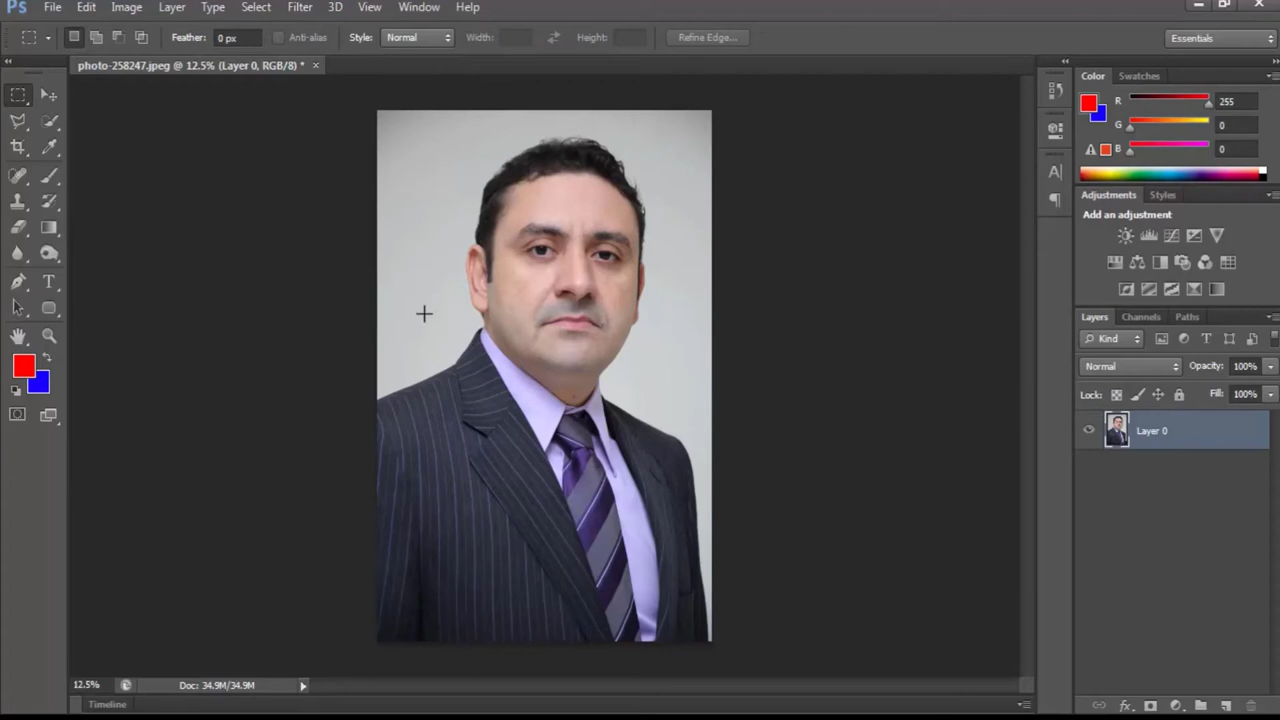 Ps File Edit Image Layer Type Select Filter 3D View Window Help
Feather: 0 px Anti-alias Style: Normal Width: Height: Refine Edge... Essentials
photo-258247.jpeg @ 12.5% (Layer 0, RGB/8) * ×
Color Swatches
R 255
G 0
B 0
Adjustments Styles
Add an adjustment
Layers Channels Paths
Kind
Normal Opacity: 100%
Lock: Fill: 100%
Layer 0
12.5% Doc: 34.9M/34.9M
Timeline